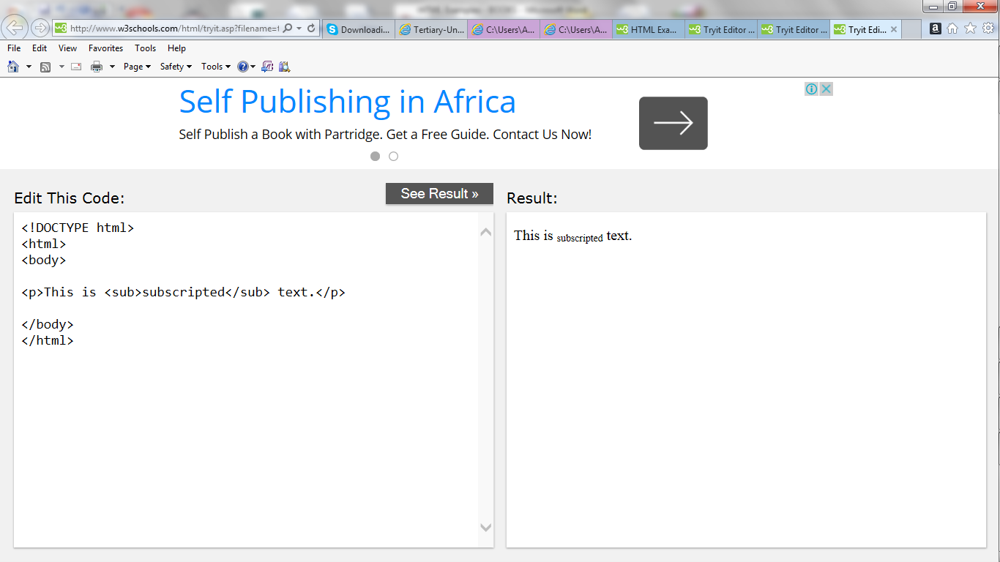 http://www.w3schools.com/html/tryit.asp?filename=t
Downloadi...
Tertiary-Un...
C:\Users\A...
C:\Users\A...
HTML Exa...
Tryit Editor ...
Tryit Editor ...
Tryit Edi...
File Edit View Favorites Tools Help
Page Safety Tools
Self Publishing in Africa
Self Publish a Book with Partridge. Get a Free Guide. Contact Us Now!
Edit This Code:
See Result »
<!DOCTYPE html>
<html>
<body>
<p>This is <sub>subscripted</sub> text.</p>
</body>
</html>
Result:
This is subscripted text.